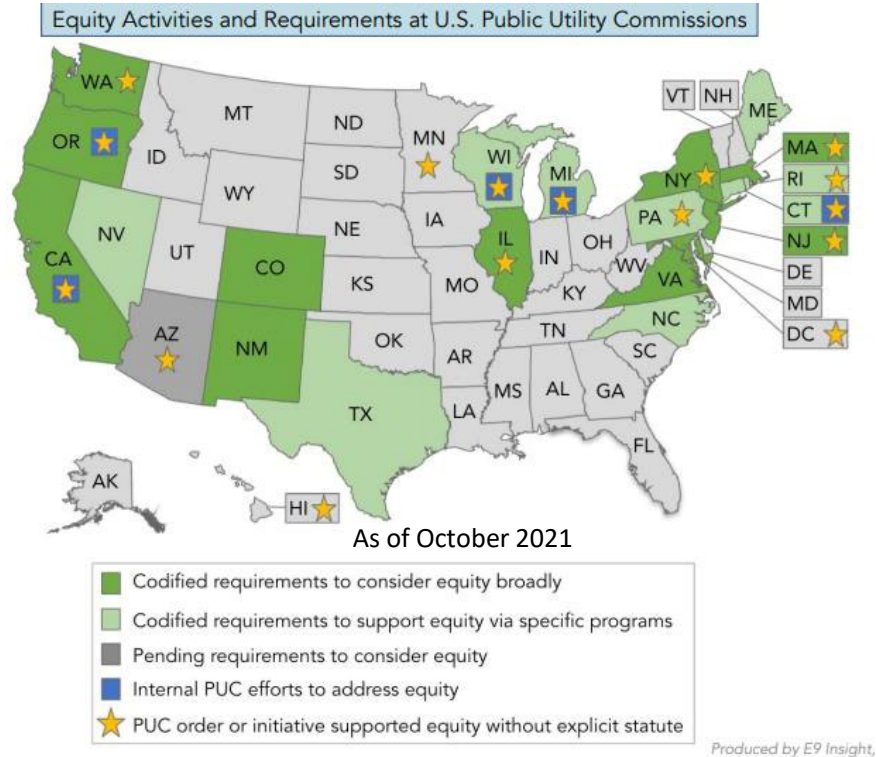 Equity Activities and Requirements at U.S. Public Utility Commissions
WA
OR
CA
ID
NV
MT
WY
UT
AZ
CO
NM
ND
SD
NE
KS
OK
TX
MN
IA
MO
AR
LA
WI
IL
MI
IN
OH
KY
TN
MS
AL
GA
FL
SC
NC
VA
WV
PA
NY
VT
NH
ME
MA
RI
CT
NJ
DE
MD
DC
AK
HI
As of October 2021
Codified requirements to consider equity broadly
Codified requirements to support equity via specific programs
Pending requirements to consider equity
Internal PUC efforts to address equity
PUC order or initiative supported equity without explicit statute
Produced by E9 Insight,